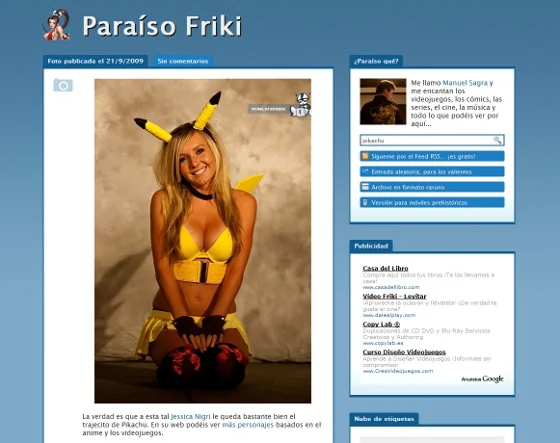 Paraíso Friki
Foto publicada el 21/9/2009
Sin comentarios
La verdad es que a esta tal Jessica Nigri le queda bastante bien el
trajecito de Pikachu. En su web podéis ver más personajes basados en el
anime y los videojuegos.
¿Paraíso qué?
Me llamo Manuel Sagra y
me encantan los
videojuegos, los cómics, las
series, el cine, la música y
todo lo que podéis ver por
aquí...
pikachu
Sígueme por el Feed RSS... ¡es gratis!
Entrada aleatoria, para los valientes
Archivo en formato raruno
Versión para móviles prehistóricos
Publicidad
Casa del Libro
Compra aquí todos tus libros ¡Te los llevamos a
casa!
www.casadellibro.com
Video Friki - Levitar
¡Aprovecha la ocasión y llévatela! ¿De verdad te
gusta el cine?
www.dalealplay.com
Copy Lab ®
Duplicaciones de CD DVD y Blu-Ray Servicios
Creativos y Authoring
www.copylab.es
Curso Diseño Videojuegos
Aprende a Diseñar Videojuegos ¡Infórmate sin
compromiso!
www.CreaVideojuegos.com
Anuncios Google
Nube de etiquetas